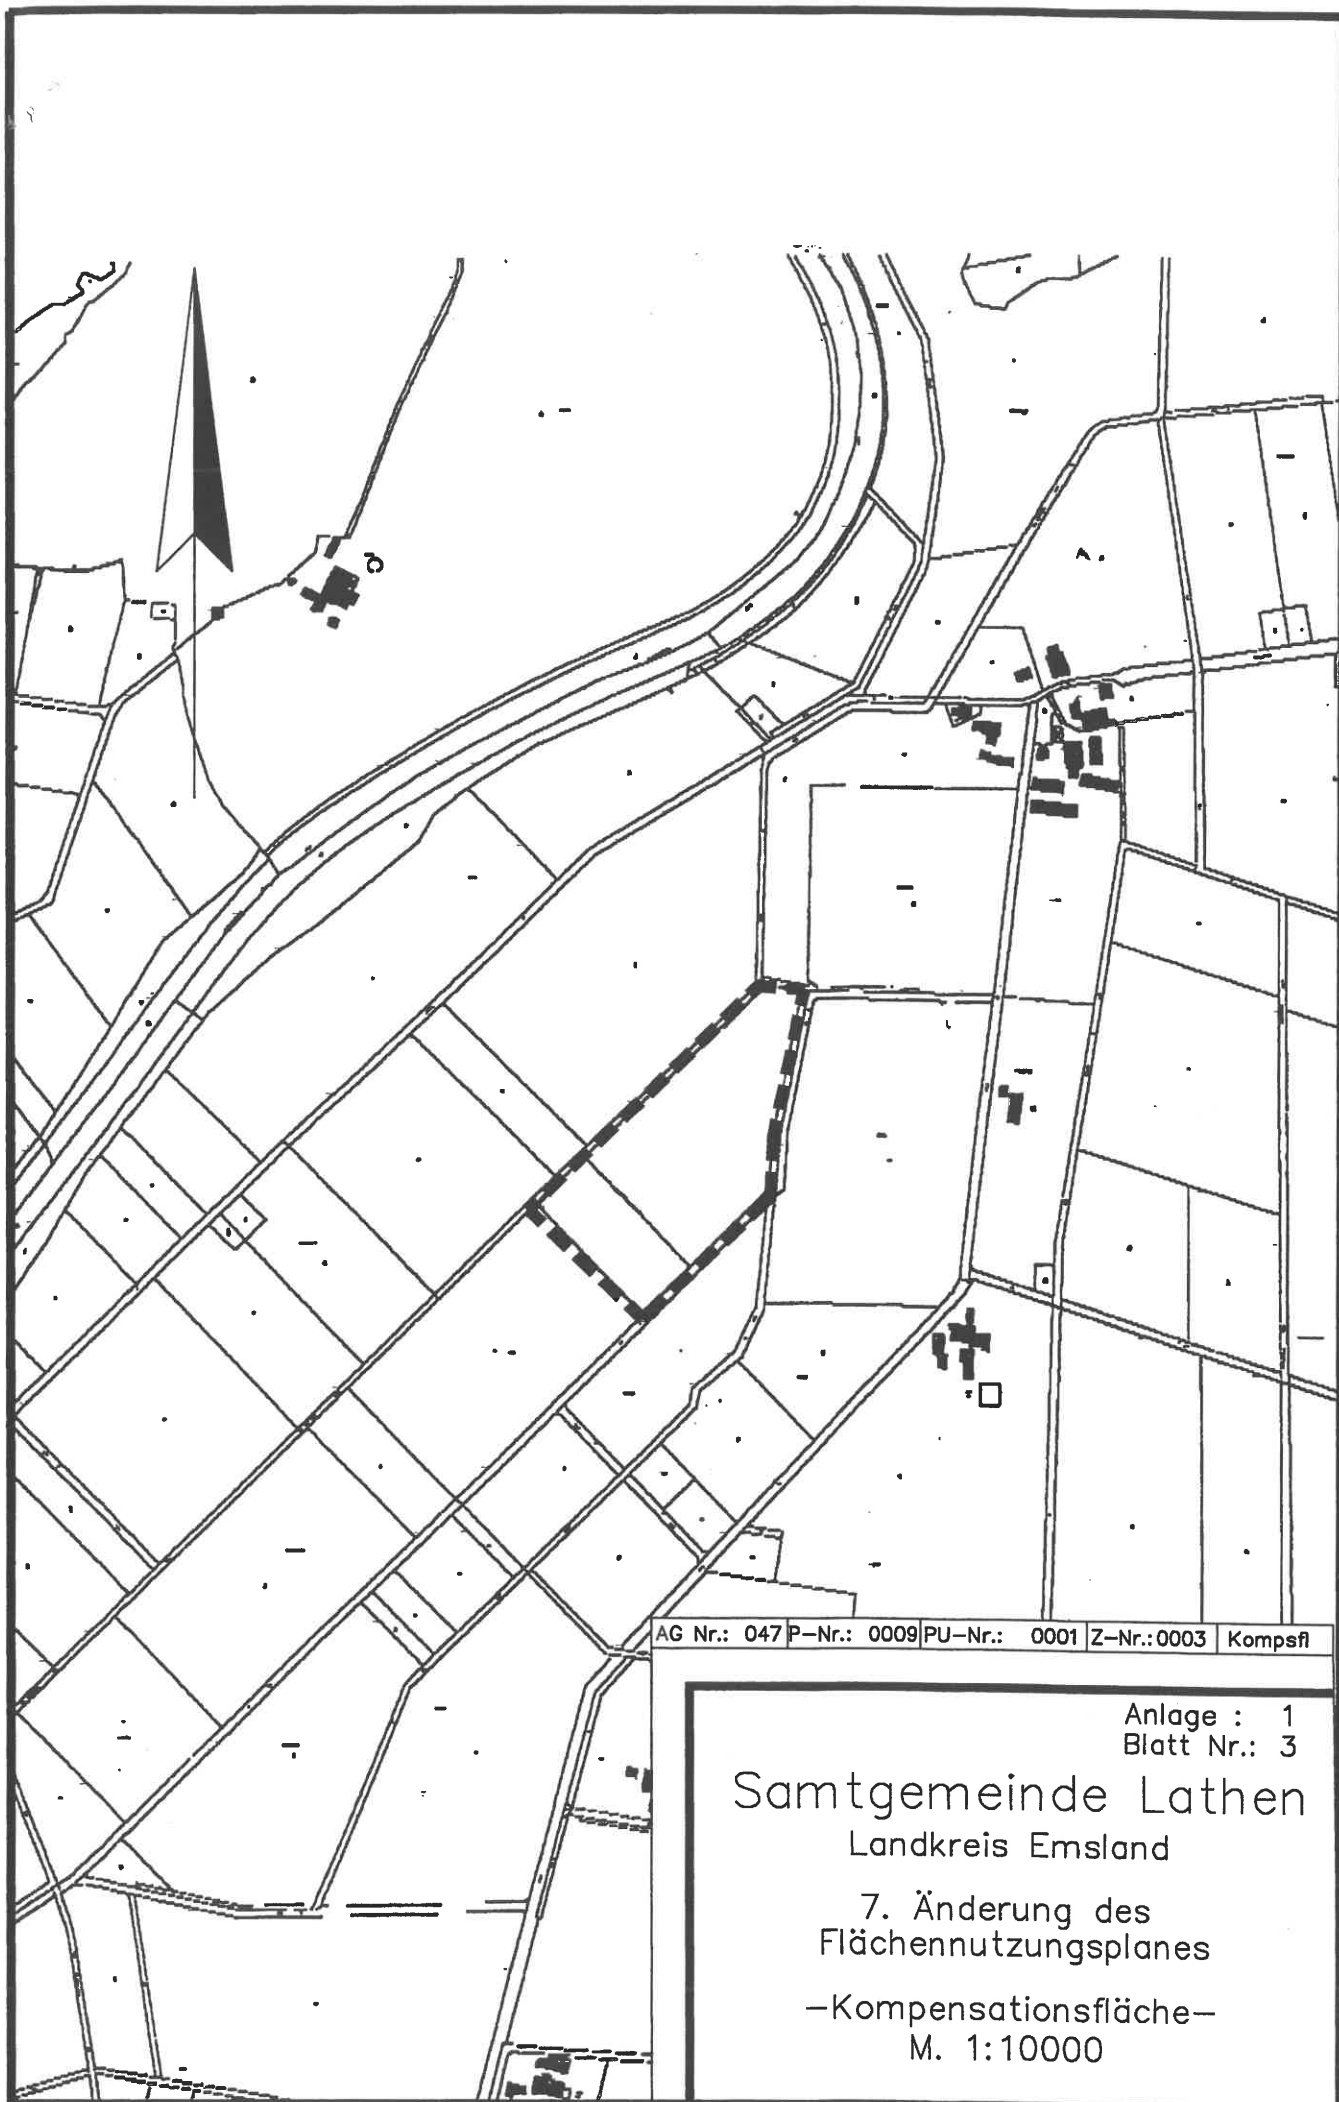 AG Nr.: 047 P-Nr.: 0009 PU-Nr.: 0001 Z-Nr.: 0003 Kompsfl
Anlage : 1
Blatt Nr.: 3
Samtgemeinde Lathen
Landkreis Emsland
7. Änderung des
Flächennutzungsplanes
-Kompensationsfläche-
M. 1:10000